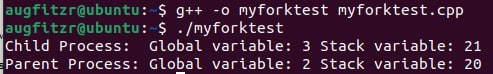 augfitzr@ubuntu:~$ g++ -o myforktest myforktest.cpp
augfitzr@ubuntu:~$ ./myforktest
Child Process:  Global variable: 3 Stack variable: 21
Parent Process: Global variable: 2 Stack variable: 20